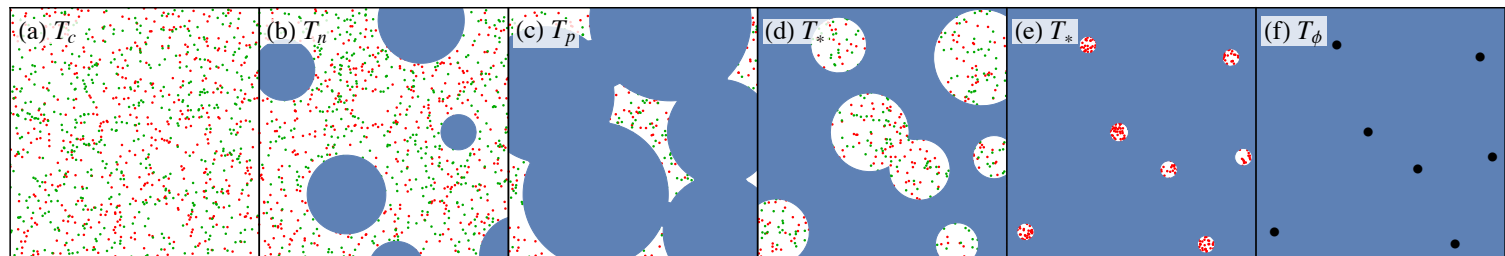 (a) T_c
(b) T_n
(c) T_p
(d) T_*
(e) T_*
(f) T_ϕ